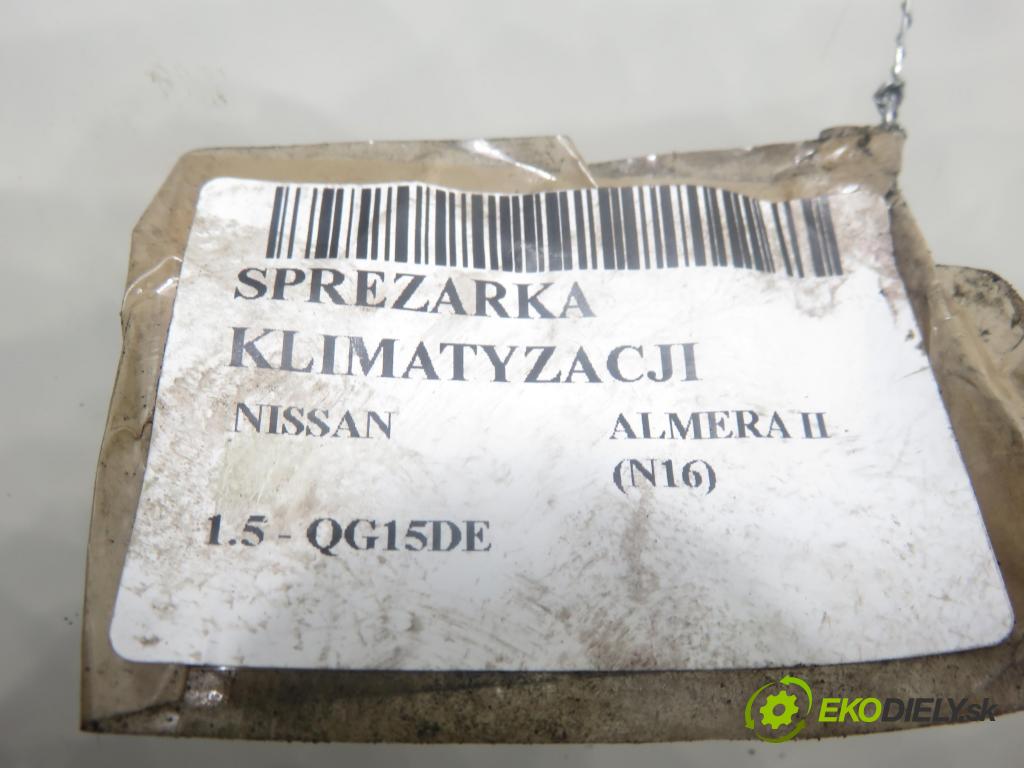 SPREZARKA
KLIMATYZACJI
NISSAN ALMERA II
(N16)
1.5 - QG15DE
EKODIELY.sk